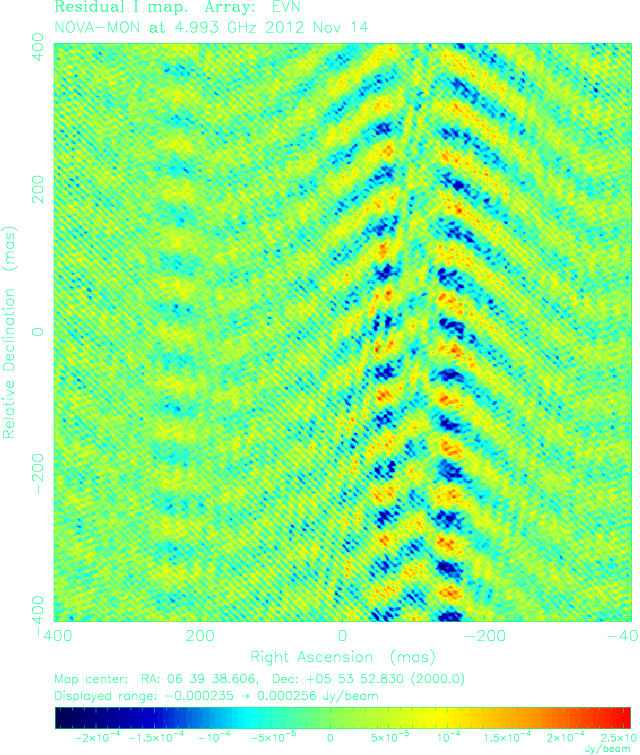 Residual I map. Array: EVN
NOVA-MON at 4.993 GHz 2012 Nov 14
400
200
0
-200
-400
Relative Declination (mas)
-400 200 0 -200 -40
Right Ascension (mas)
Map center: RA: 06 39 38.606, Dec: +05 53 52.830 (2000.0)
Displayed range: -0.000235 → 0.000256 Jy/beam
-2×10⁻⁴ -1.5×10⁻⁴ -10⁻⁴ -5×10⁻⁵ 0 5×10⁻⁵ 10⁻⁴ 1.5×10⁻⁴ 2×10⁻⁴ 2.5×10
Jy/beam